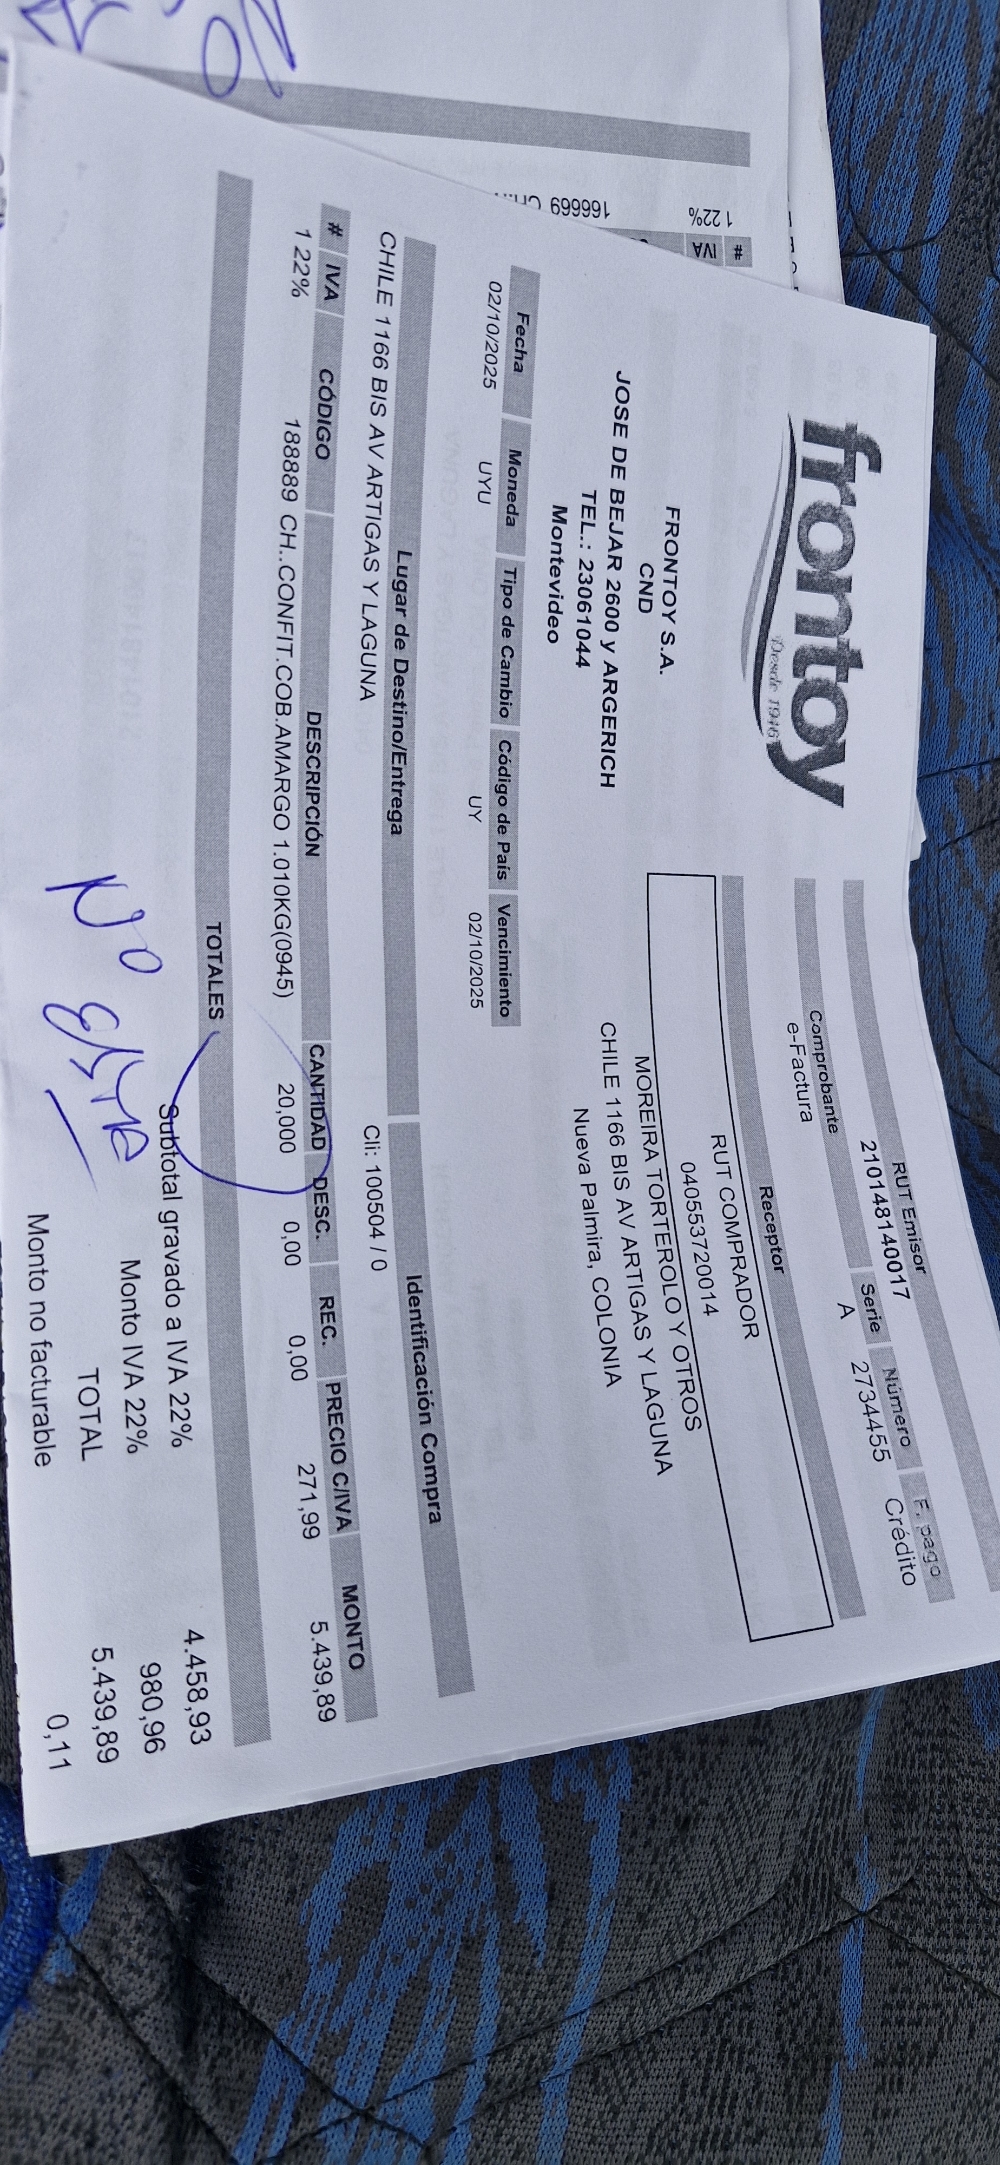 frontoy
Desde 1946
FRONTOY S.A.
CND
JOSE DE BEJAR 2600 y ARGERICH
TEL.: 23061044
Montevideo
RUT Emisor
210148140017
Comprobante Serie Número F. pago
e-Factura A 2734455 Crédito
Receptor
RUT COMPRADOR
040553720014
MOREIRA TORTEROLO Y OTROS
CHILE 1166 BIS AV ARTIGAS Y LAGUNA
Nueva Palmira, COLONIA
Fecha Moneda Tipo de Cambio Código de País Vencimiento
02/10/2025 UYU UY 02/10/2025
Lugar de Destino/Entrega Identificación Compra
CHILE 1166 BIS AV ARTIGAS Y LAGUNA Cli: 100504 / 0
# IVA CÓDIGO DESCRIPCIÓN CANTIDAD DESC. REC. PRECIO C/IVA MONTO
1 22% 188889 CH..CONFIT.COB.AMARGO 1.010KG(0945) 20,000 0,00 0,00 271,99 5.439,89
TOTALES
Subtotal gravado a IVA 22% 4.458,93
Monto IVA 22% 980,96
TOTAL 5.439,89
Monto no facturable 0,11
No esta
# IVA
1 22% 166669